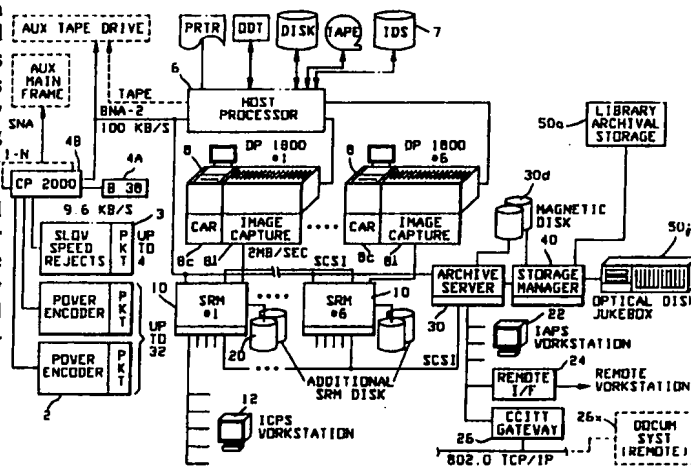 AUX TAPE DRIVE
PRTR
DDT
DISK
TAPE
IDS
7
AUX
MAIN
FRAME
TAPE
6
HOST
PROCESSOR
BNA-2
100 KB/S
SNA
4B
1-N
CP 2000
4A
B 38
9.6 KB/S
3
SLOW
SPEED
REJECTS
PKT
UP
TO
4
POWER
ENCODER
PKT
POWER
ENCODER
PKT
UP
TO
32
2
8
DP 1800
#1
8
DP 1800
#6
CAR
IMAGE
CAPTURE
CAR
IMAGE
CAPTURE
8c
8i
2MB/SEC
SCSI
8c
8i
10
SRM
#1
SRM
#6
10
20
ADDITIONAL
SRM DISK
SCSI
12
ICPS
WORKSTATION
LIBRARY
ARCHIVAL
STORAGE
50a
30d
MAGNETIC
DISK
40
ARCHIVE
SERVER
STORAGE
MANAGER
30
OPTICAL DISK
JUKEBOX
22
IAPS
WORKSTATION
24
REMOTE
I/F
REMOTE
WORKSTATION
CCITT
GATEWAY
26
26x
802.0 TCP/IP
DOCUM
SYST
(REMOTE)